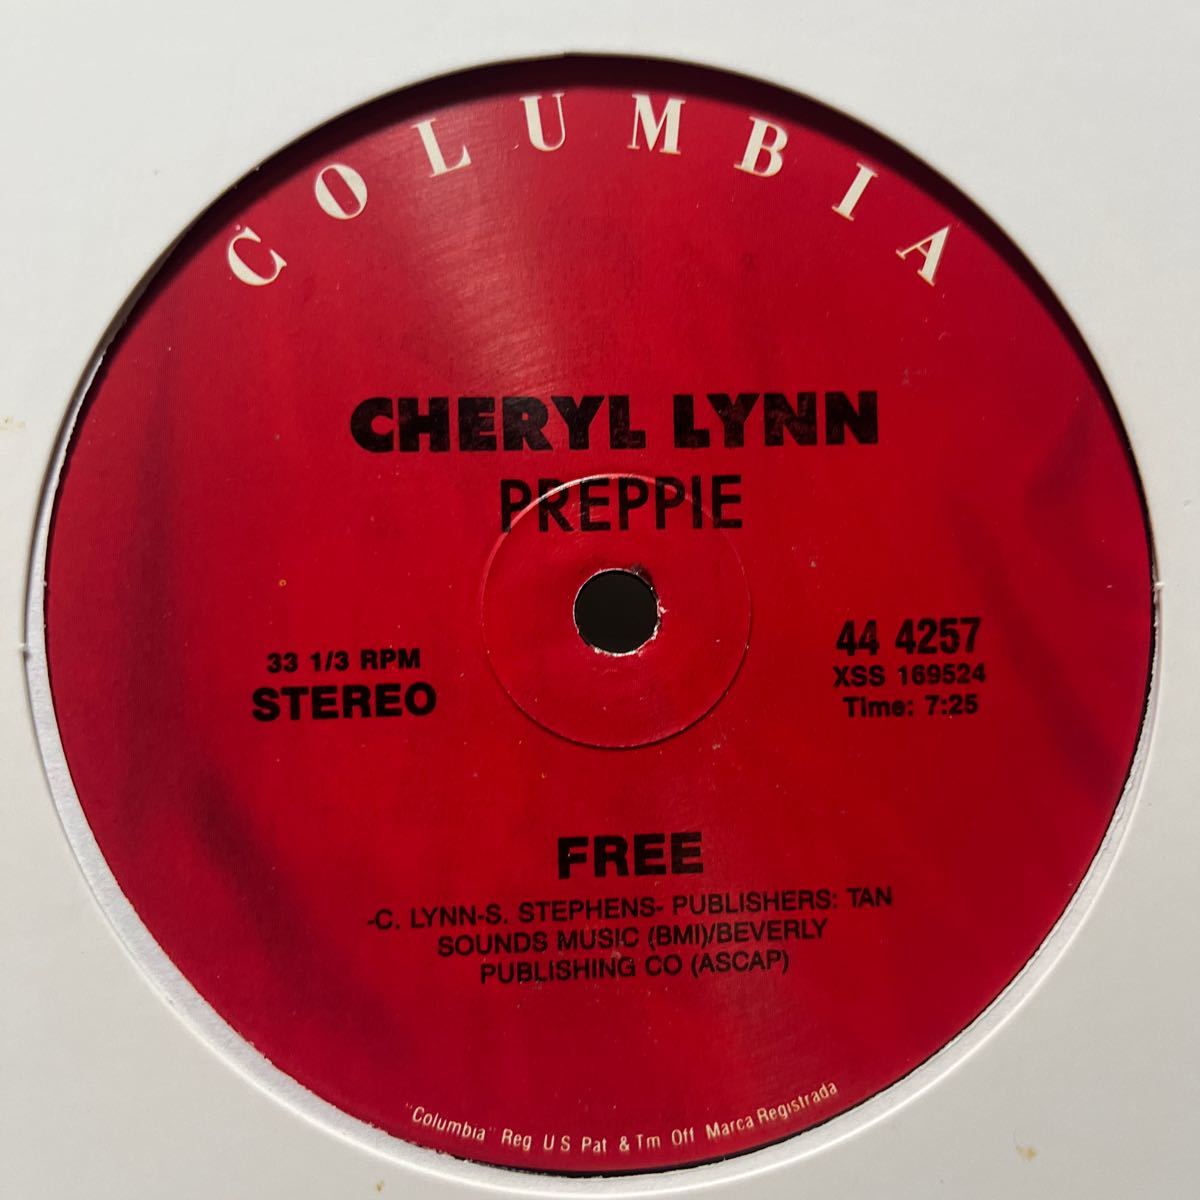 COLUMBIA
CHERYL LYNN
PREPPIE
33 1/3 RPM
STEREO
44 4257
XSS 169524
Time: 7:25
FREE
-C. LYNN-S. STEPHENS- PUBLISHERS: TAN
SOUNDS MUSIC (BMI)/BEVERLY
PUBLISHING CO (ASCAP)
"Columbia" Reg U S Pat & Tm Off Marca Registrada